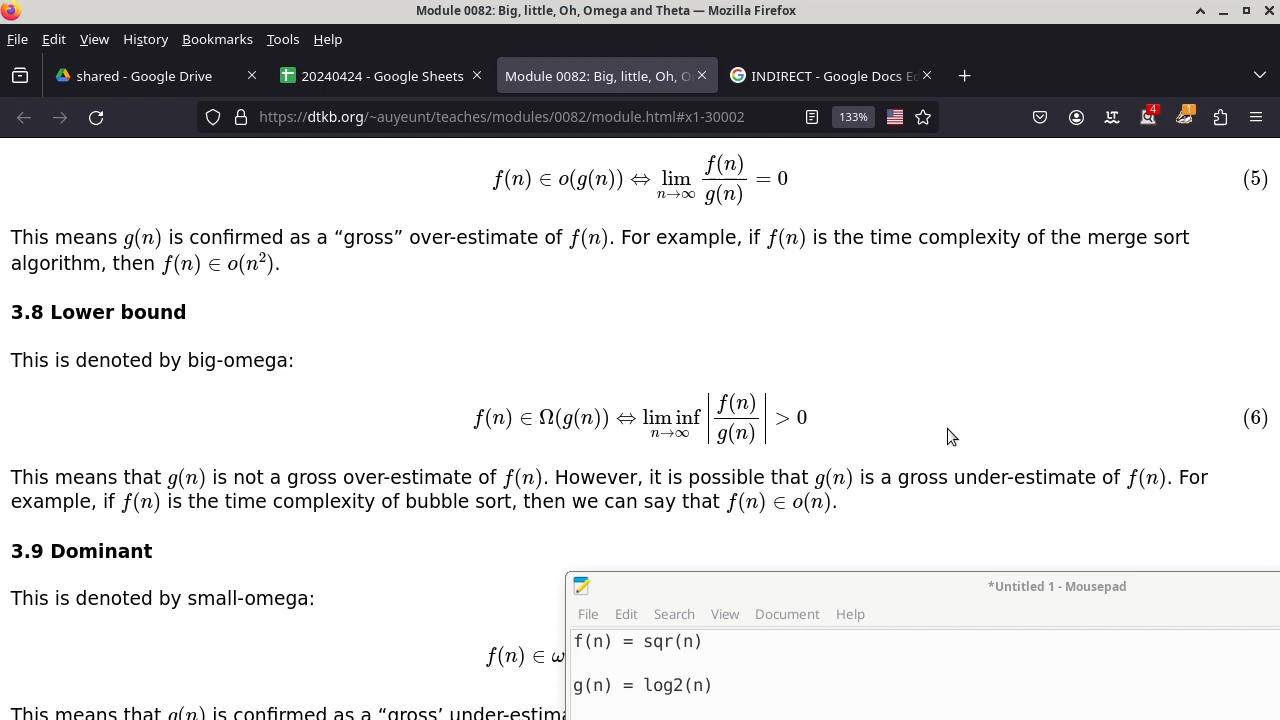 Module 0082: Big, little, Oh, Omega and Theta — Mozilla Firefox
File Edit View History Bookmarks Tools Help
shared - Google Drive 20240424 - Google Sheets Module 0082: Big, little, Oh, O INDIRECT - Google Docs Ec
https://dtkb.org/~auyeunt/teaches/modules/0082/module.html#x1-30002 133% 4 1
f(n) ∈ o(g(n)) ⇔ lim n→∞ f(n)/g(n) = 0 (5)
This means g(n) is confirmed as a “gross” over-estimate of f(n). For example, if f(n) is the time complexity of the merge sort
algorithm, then f(n) ∈ o(n²).
3.8 Lower bound
This is denoted by big-omega:
f(n) ∈ Ω(g(n)) ⇔ lim inf n→∞ |f(n)/g(n)| > 0 (6)
This means that g(n) is not a gross over-estimate of f(n). However, it is possible that g(n) is a gross under-estimate of f(n). For
example, if f(n) is the time complexity of bubble sort, then we can say that f(n) ∈ o(n).
3.9 Dominant
This is denoted by small-omega:
f(n) ∈ ω
This means that g(n) is confirmed as a “gross’ under-estima
*Untitled 1 - Mousepad
File Edit Search View Document Help
f(n) = sqr(n)
g(n) = log2(n)